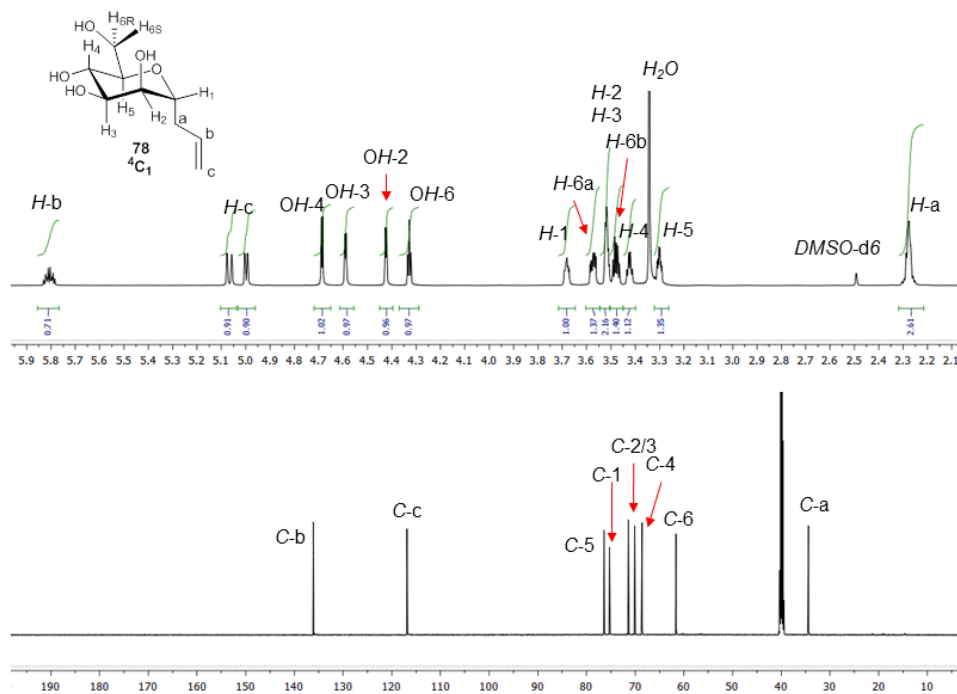 H6R
HO H6S
H4
OH
HO O
HO H1
H5
H3 H2 a
b
78
4C1 c
H-b
H-c
OH-4
OH-3
OH-2
OH-6
H-1
H-6a
H-2
H-3
H-6b
H-4
H2O
H-5
DMSO-d6
H-a
0.71 0.91 0.90 1.02 0.97 0.96 0.97 1.00 1.37 2.16 1.40 1.12 1.35 2.61
5.9 5.8 5.7 5.6 5.5 5.4 5.3 5.2 5.1 5.0 4.9 4.8 4.7 4.6 4.5 4.4 4.3 4.2 4.1 4.0 3.9 3.8 3.7 3.6 3.5 3.4 3.3 3.2 3.1 3.0 2.9 2.8 2.7 2.6 2.5 2.4 2.3 2.2 2.1
C-b
C-c
C-5
C-1
C-2/3
C-4
C-6
C-a
190 180 170 160 150 140 130 120 110 100 90 80 70 60 50 40 30 20 10